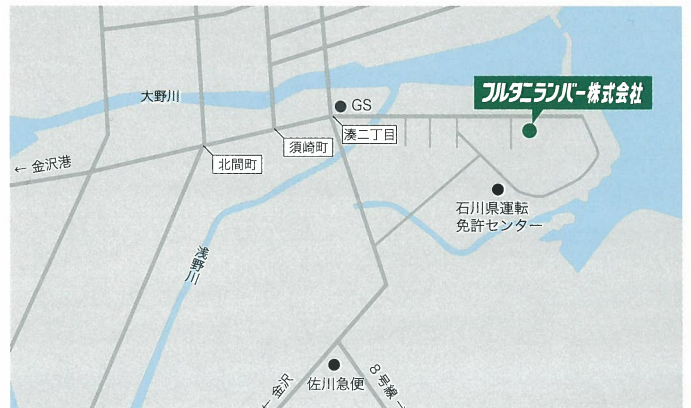 フルタニランバー株式会社
大野川
GS
湊二丁目
須崎町
北間町
← 金沢港
石川県運転
免許センター
浅野川
佐川急便
← 金沢
8号線 →